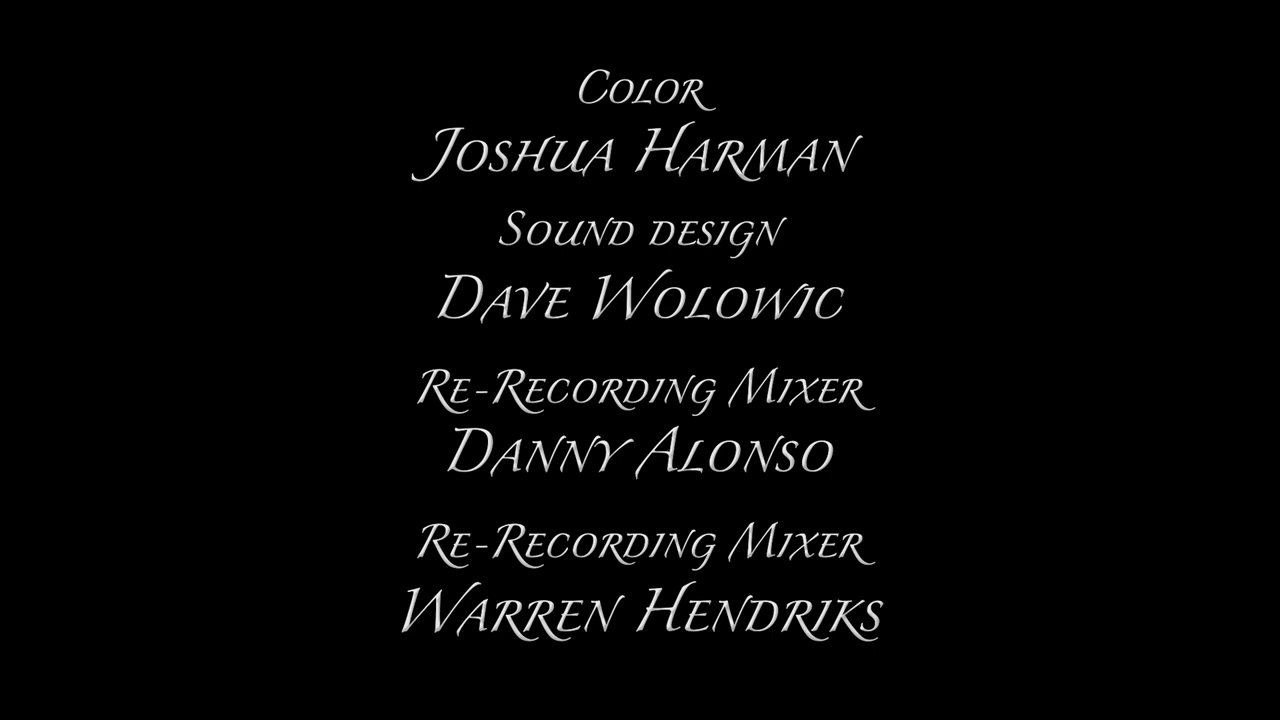 Color
Joshua Harman
Sound design
Dave Wolowic
Re-Recording Mixer
Danny Alonso
Re-Recording Mixer
Warren Hendriks